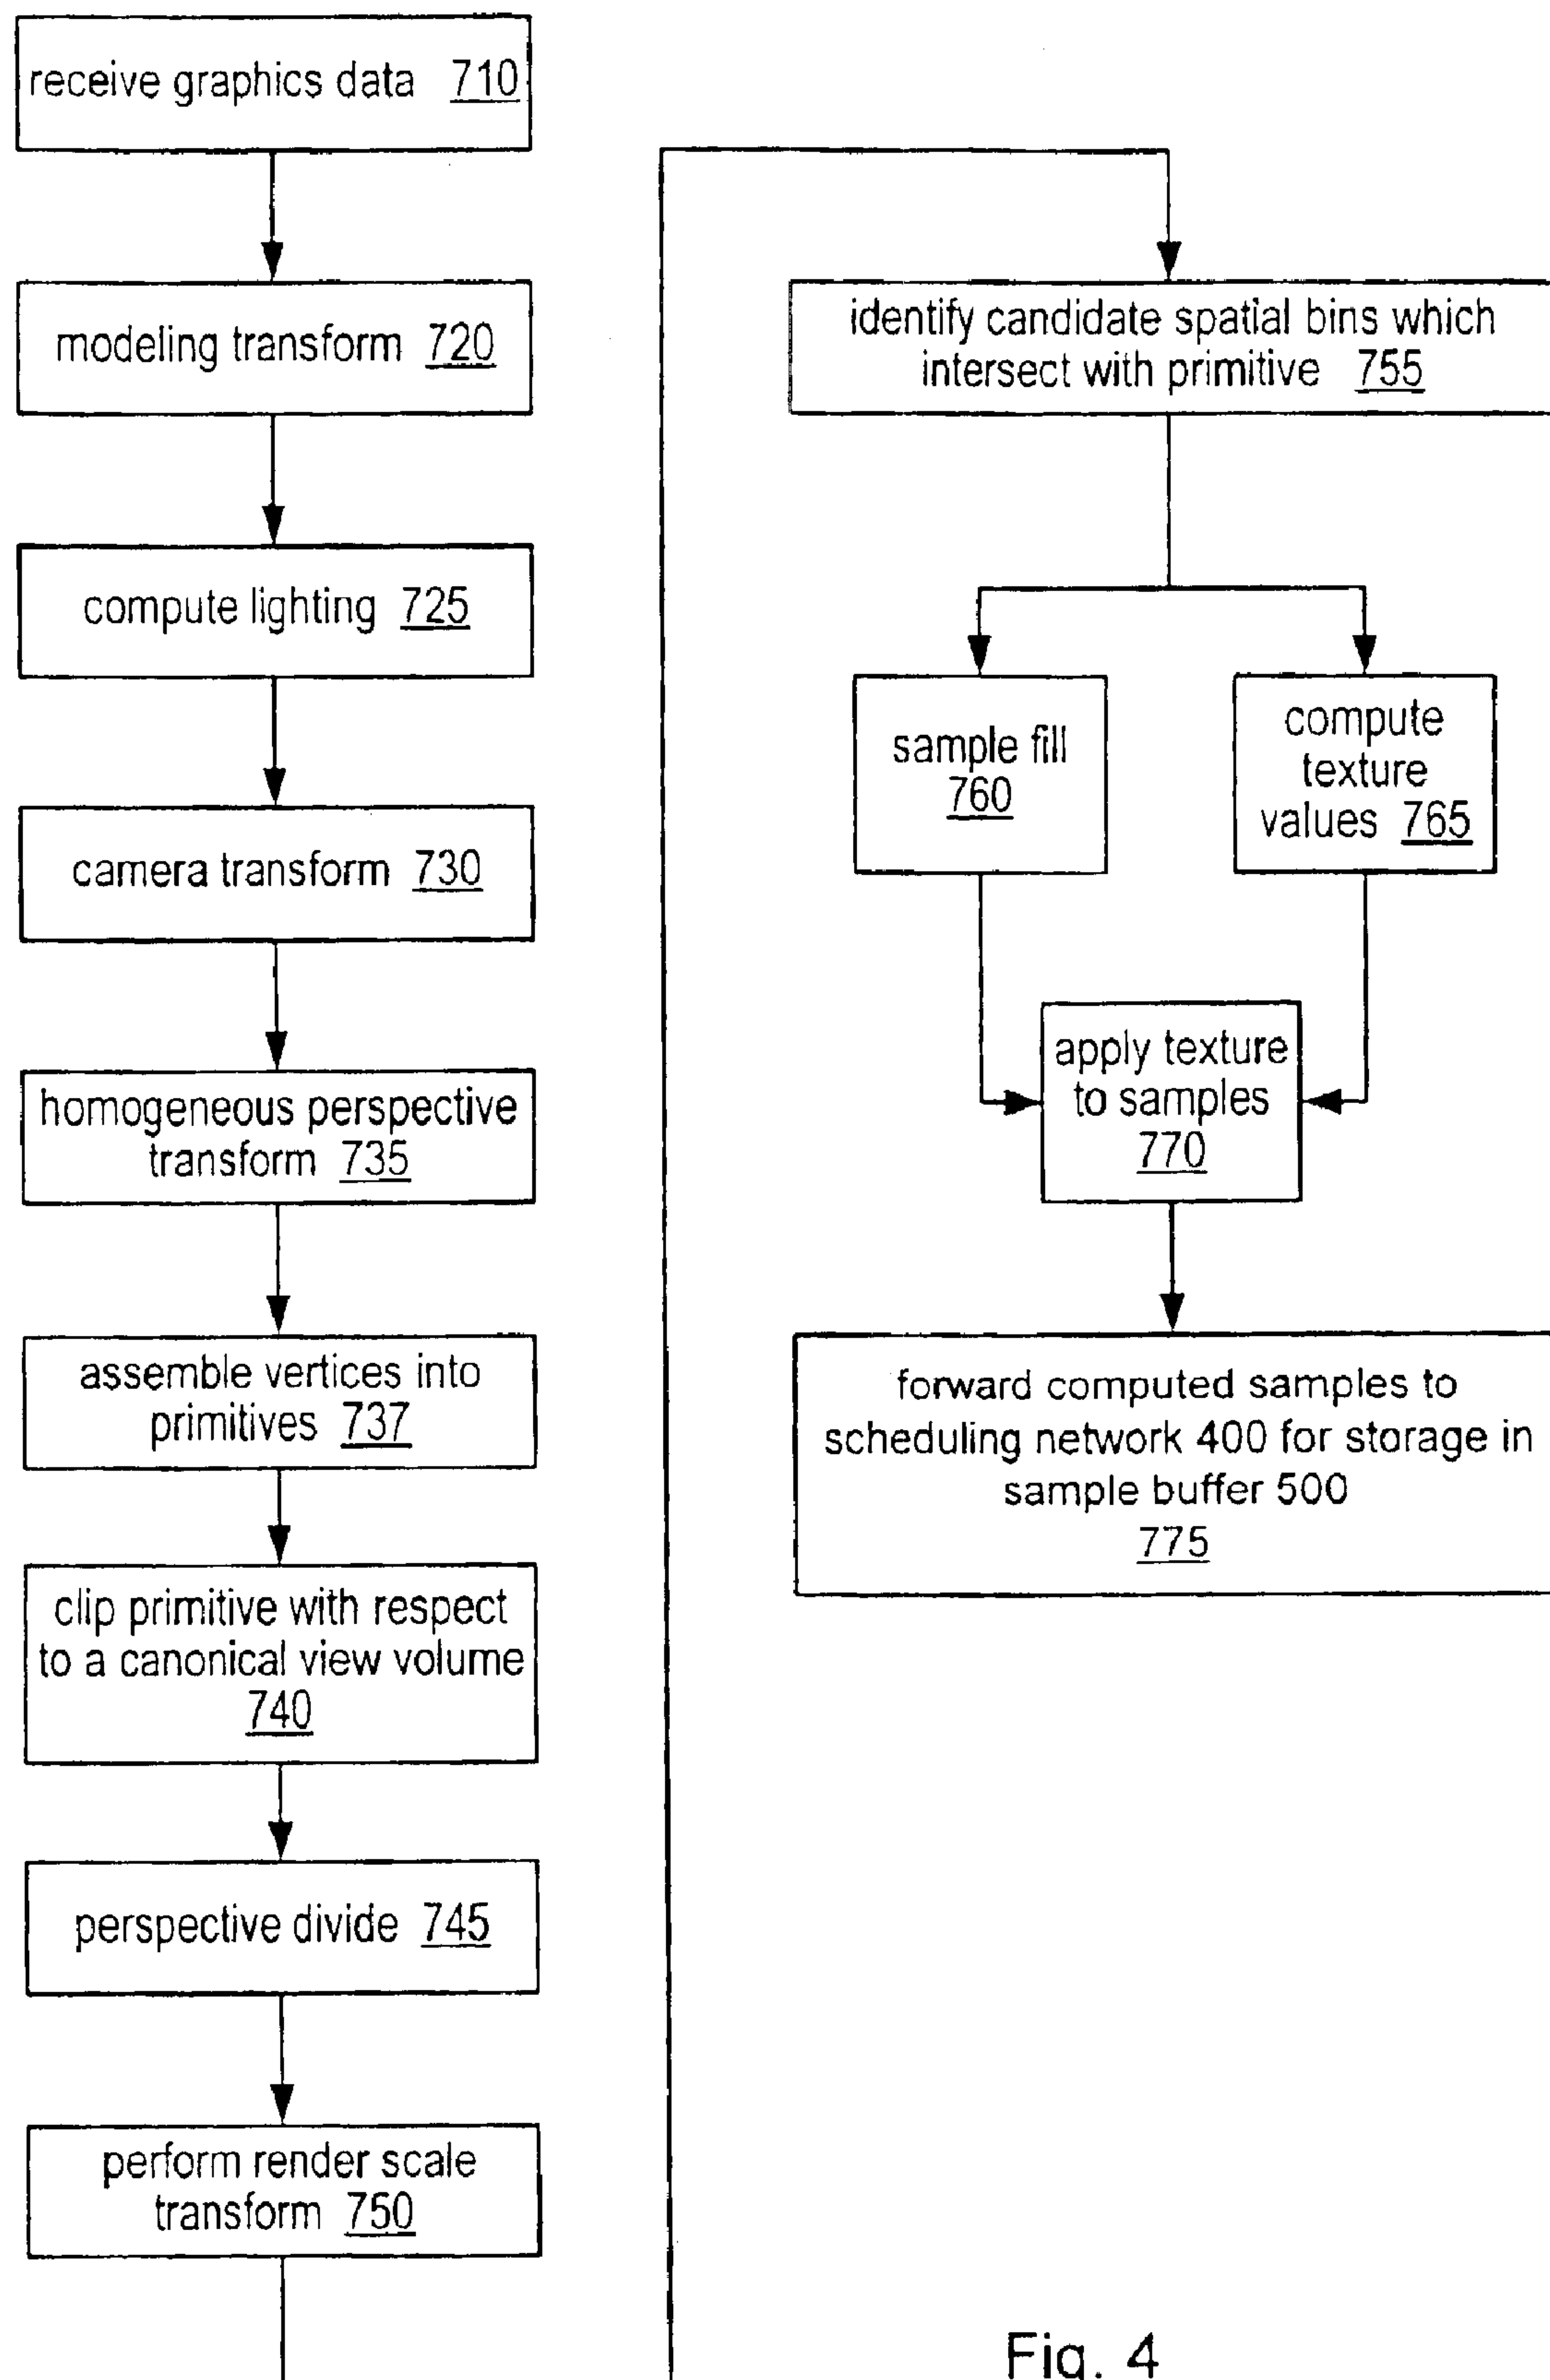 receive graphics data 710
modeling transform 720
compute lighting 725
camera transform 730
homogeneous perspective
transform 735
assemble vertices into
primitives 737
clip primitive with respect
to a canonical view volume
740
perspective divide 745
perform render scale
transform 750
identify candidate spatial bins which
intersect with primitive 755
sample fill
760
compute
texture
values 765
apply texture
to samples
770
forward computed samples to
scheduling network 400 for storage in
sample buffer 500
775
Fig. 4